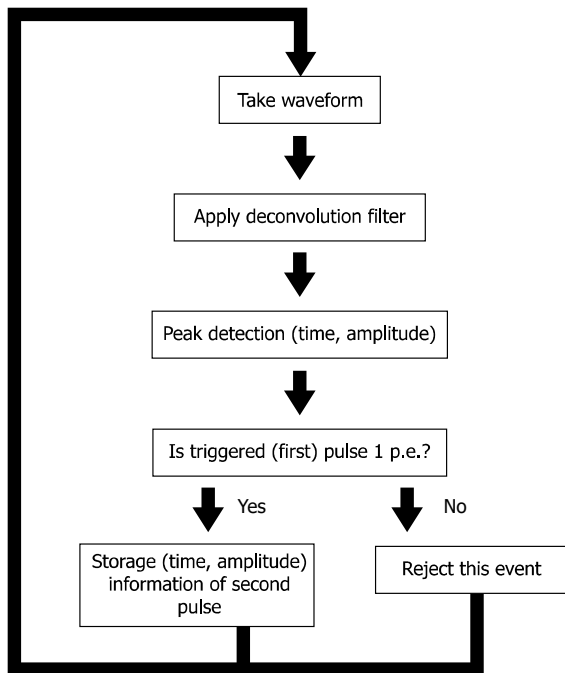 Take waveform
Apply deconvolution filter
Peak detection (time, amplitude)
Is triggered (first) pulse 1 p.e.?
Yes
No
Storage (time, amplitude)
information of second
pulse
Reject this event